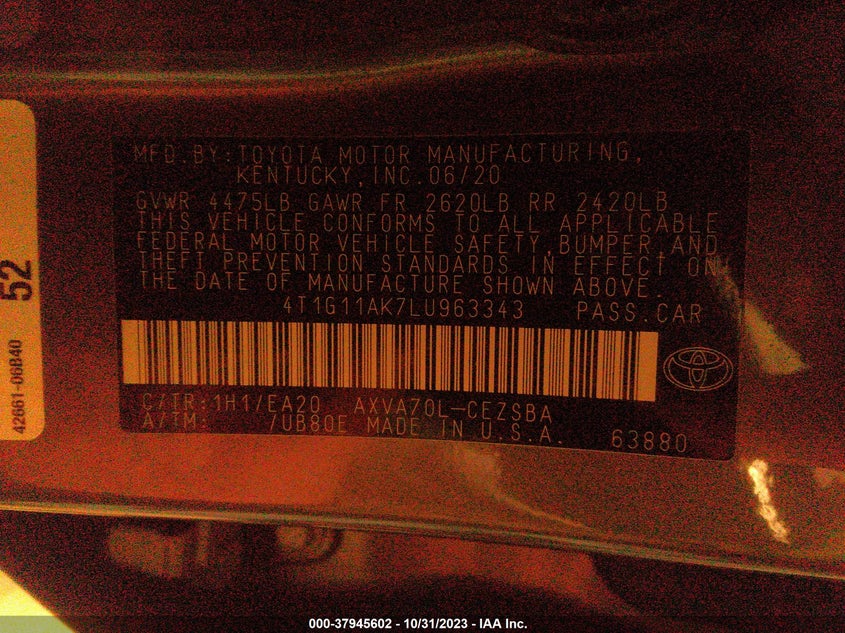 MFD.BY:TOYOTA MOTOR MANUFACTURING,
KENTUCKY,INC.06/20
GVWR 4475LB GAWR FR 2620LB RR 2420LB
THIS VEHICLE CONFORMS TO ALL APPLICABLE
FEDERAL MOTOR VEHICLE SAFETY,BUMPER,AND
THEFT PREVENTION STANDARDS IN EFFECT ON
THE DATE OF MANUFACTURE SHOWN ABOVE.
4T1G11AK7LU963343 PASS.CAR
C/TR:1H1/EA20 AXVA70L-CEZSBA
A/TM: /UB80E MADE IN U.S.A. 63880
52
42661-06B40
000-37945602 - 10/31/2023 - IAA Inc.